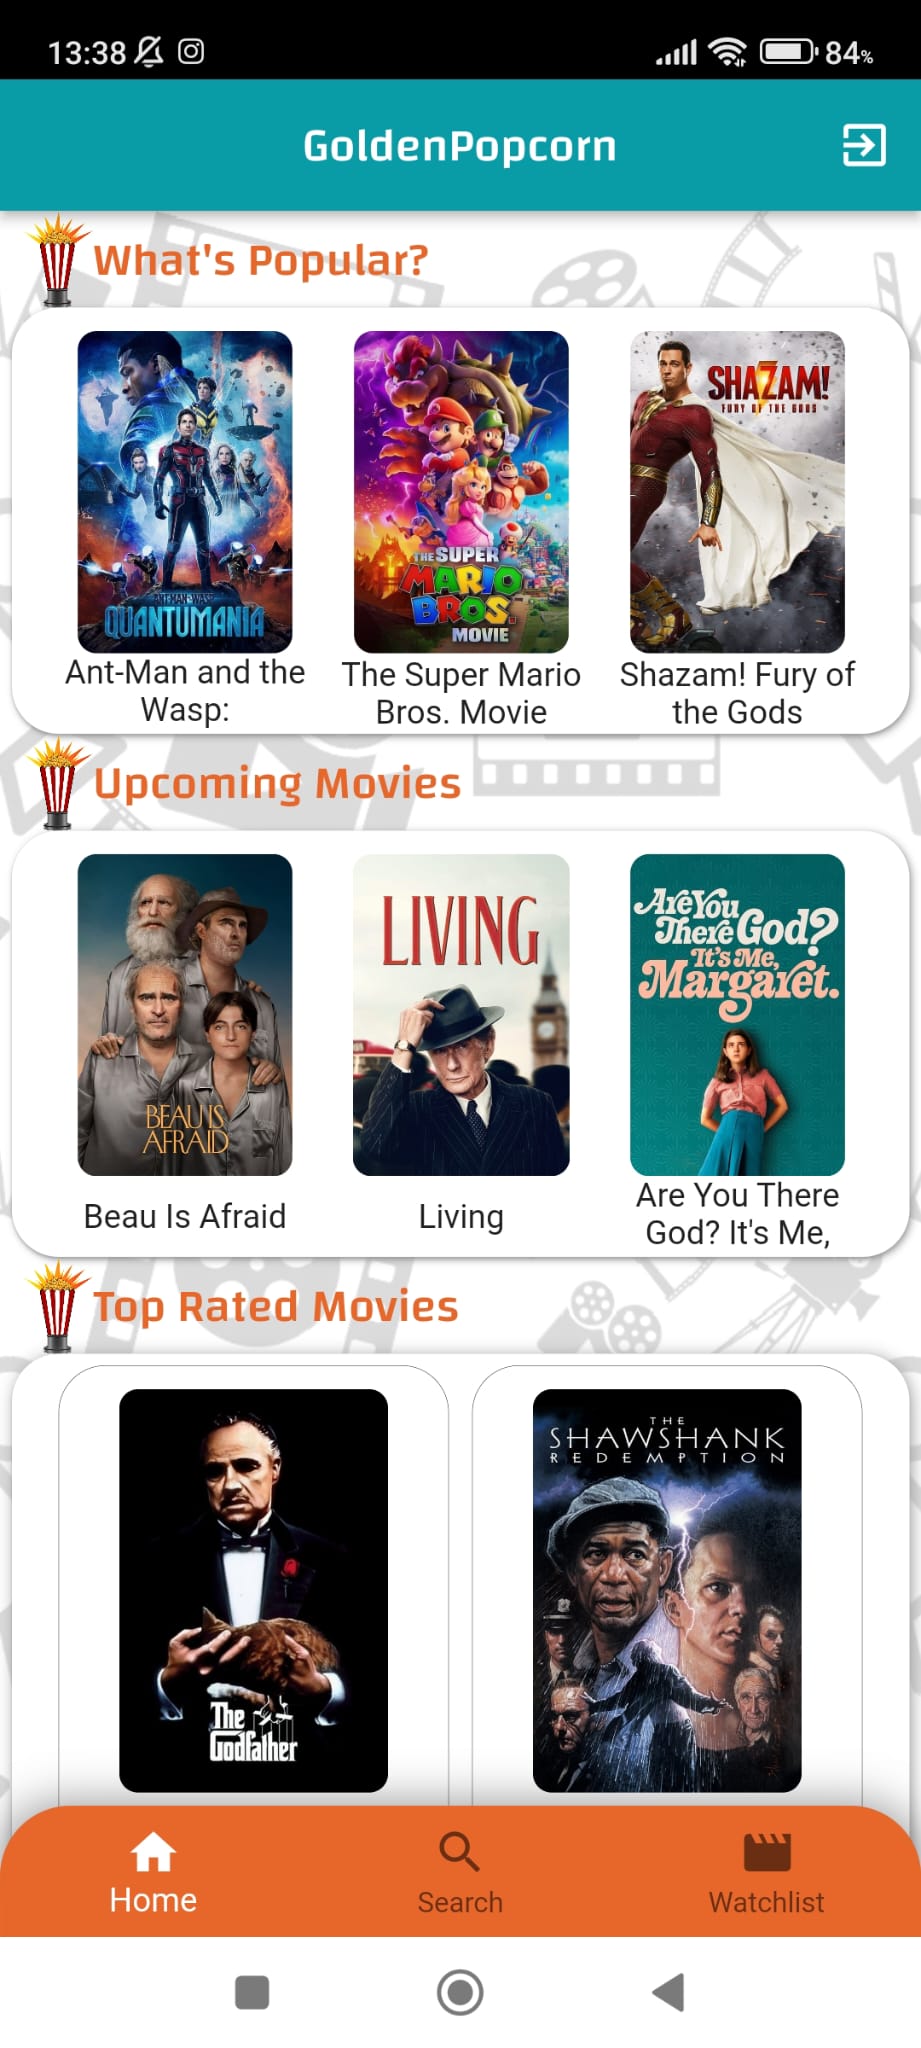 13:38
84%
GoldenPopcorn
What's Popular?
ANT-MAN AND THE WASP
QUANTUMANIA
THE SUPER
MARIO
BROS.
MOVIE
SHAZAM!
FURY OF THE GODS
Ant-Man and the
Wasp:
The Super Mario
Bros. Movie
Shazam! Fury of
the Gods
Upcoming Movies
BEAU IS
AFRAID
LIVING
Are You
There God?
It's Me,
Margaret.
Beau Is Afraid
Living
Are You There
God? It's Me,
Top Rated Movies
The
Godfather
THE
SHAWSHANK
REDEMPTION
Home
Search
Watchlist